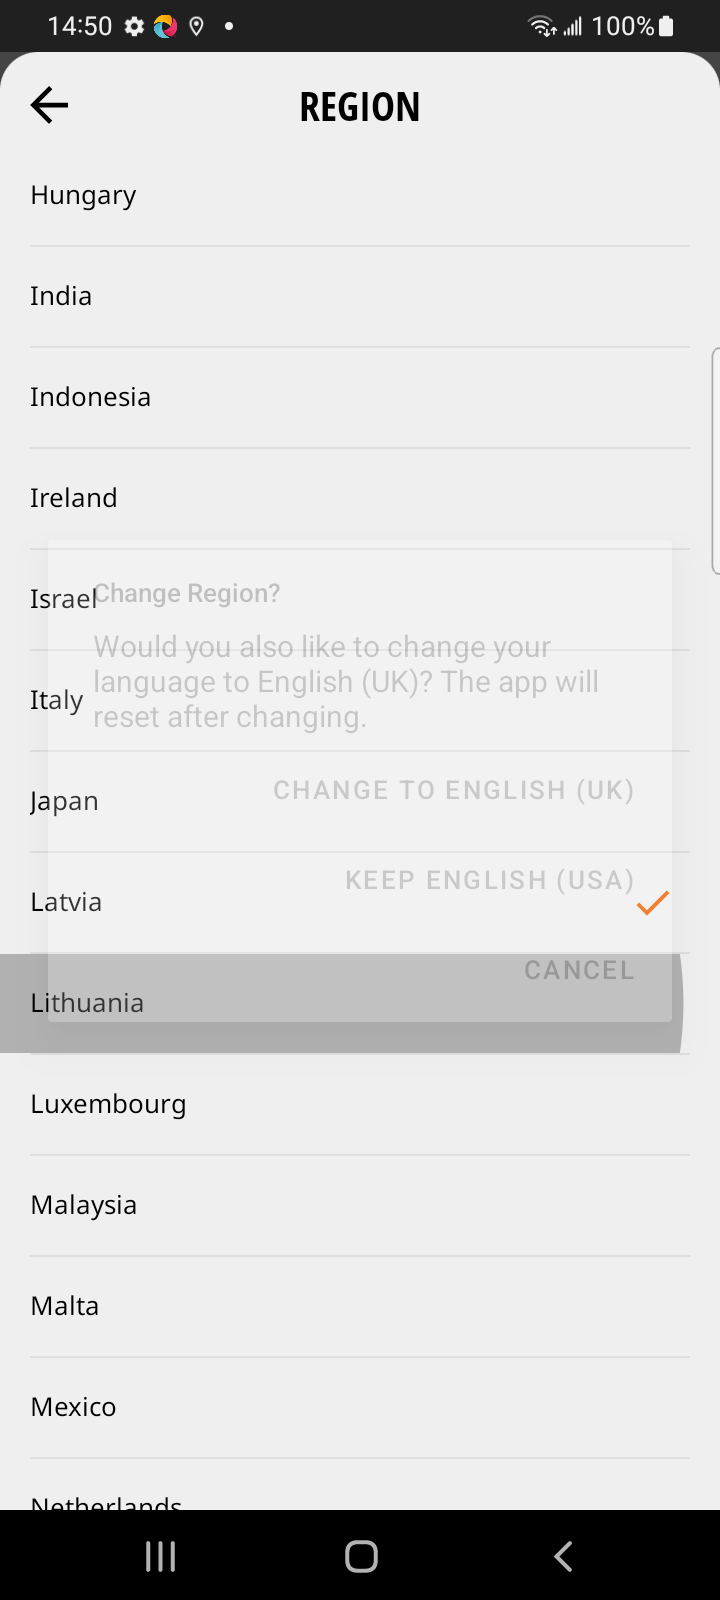 14:50
100%
REGION
Hungary
India
Indonesia
Ireland
Israel
Change Region?
Would you also like to change your
language to English (UK)? The app will
reset after changing.
Italy
Japan
CHANGE TO ENGLISH (UK)
KEEP ENGLISH (USA)
Latvia
CANCEL
Lithuania
Luxembourg
Malaysia
Malta
Mexico
Netherlands